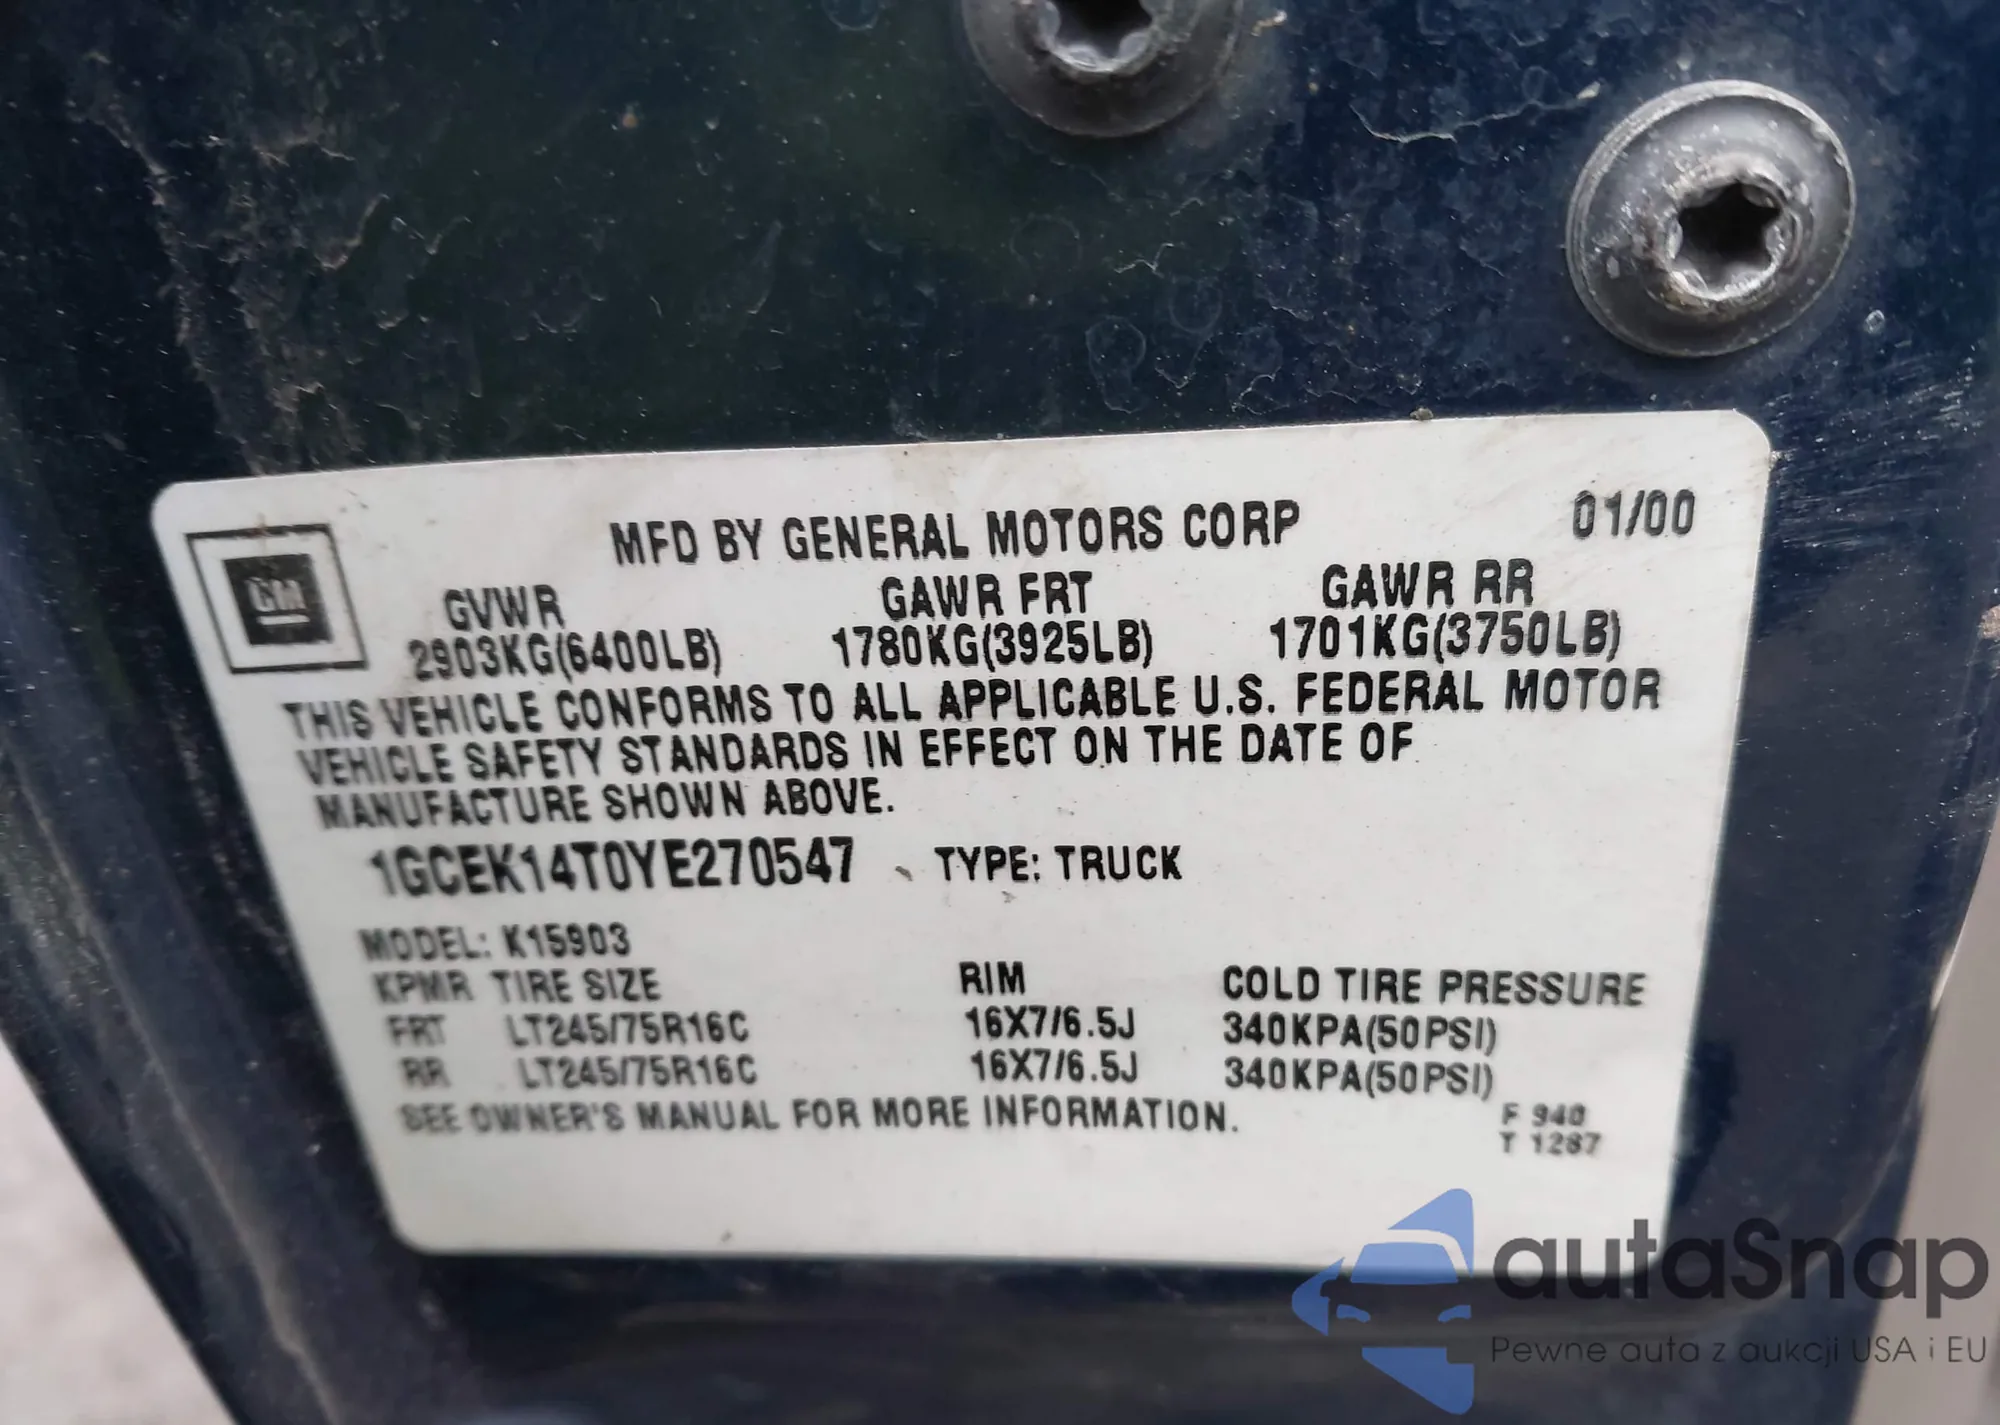 MFD BY GENERAL MOTORS CORP 01/00
GM
GVWR GAWR FRT GAWR RR
2903KG(6400LB) 1780KG(3925LB) 1701KG(3750LB)
THIS VEHICLE CONFORMS TO ALL APPLICABLE U.S. FEDERAL MOTOR
VEHICLE SAFETY STANDARDS IN EFFECT ON THE DATE OF
MANUFACTURE SHOWN ABOVE.
1GCEK14T0YE270547 TYPE: TRUCK
MODEL: K15903
KPMR TIRE SIZE RIM COLD TIRE PRESSURE
FRT LT245/75R16C 16X7/6.5J 340KPA(50PSI)
RR LT245/75R16C 16X7/6.5J 340KPA(50PSI)
SEE OWNER'S MANUAL FOR MORE INFORMATION.
F 940
T 1287
autaSnap
Pewne auta z aukcji USA i EU